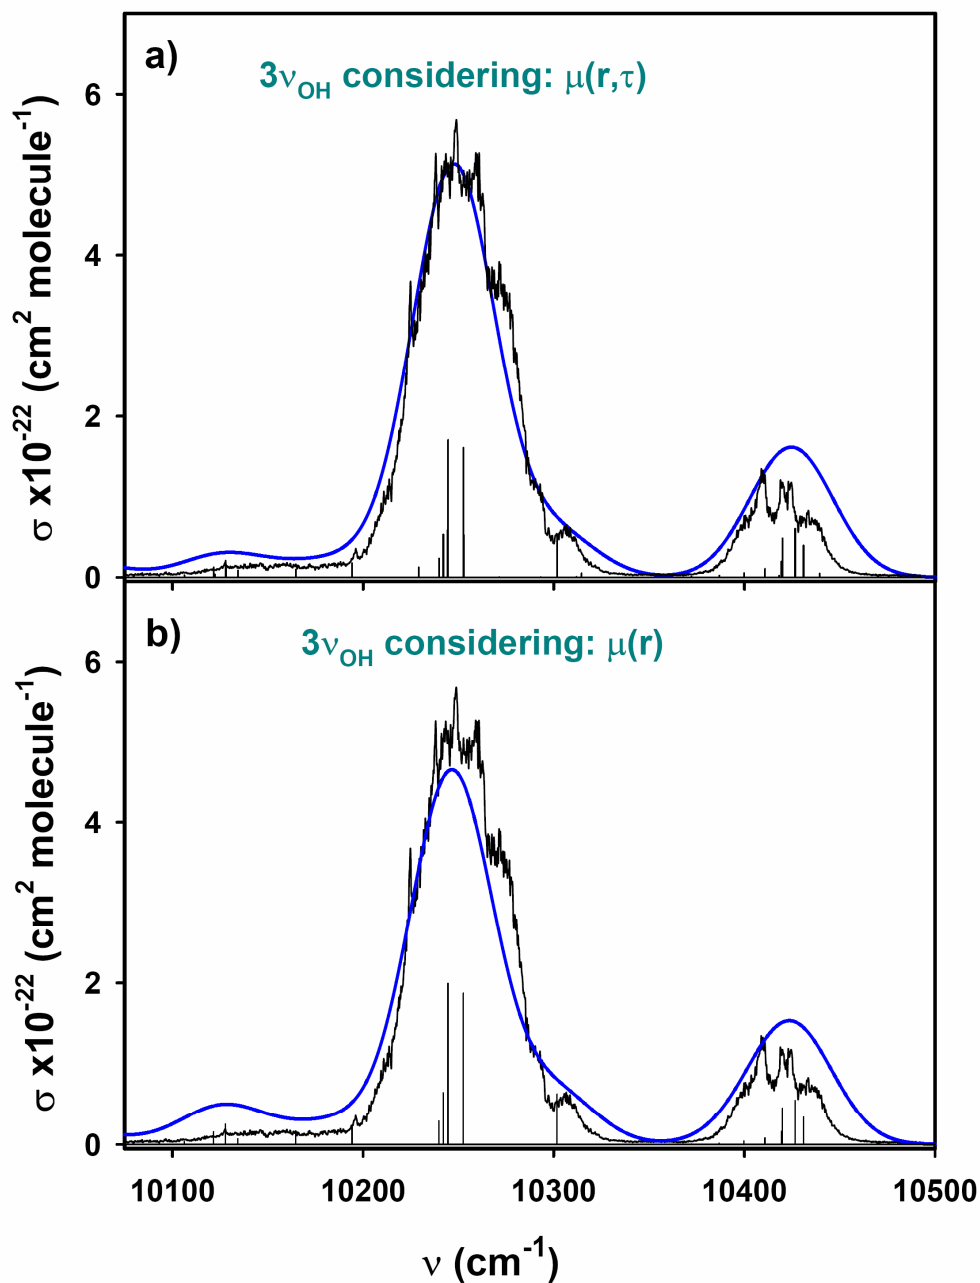 a)
3νOH considering: μ(r,τ)
6
4
2
0
σ x10-22 (cm2 molecule-1)
b)
3νOH considering: μ(r)
6
4
2
0
σ x10-22 (cm2 molecule-1)
10100 10200 10300 10400 10500
ν (cm-1)